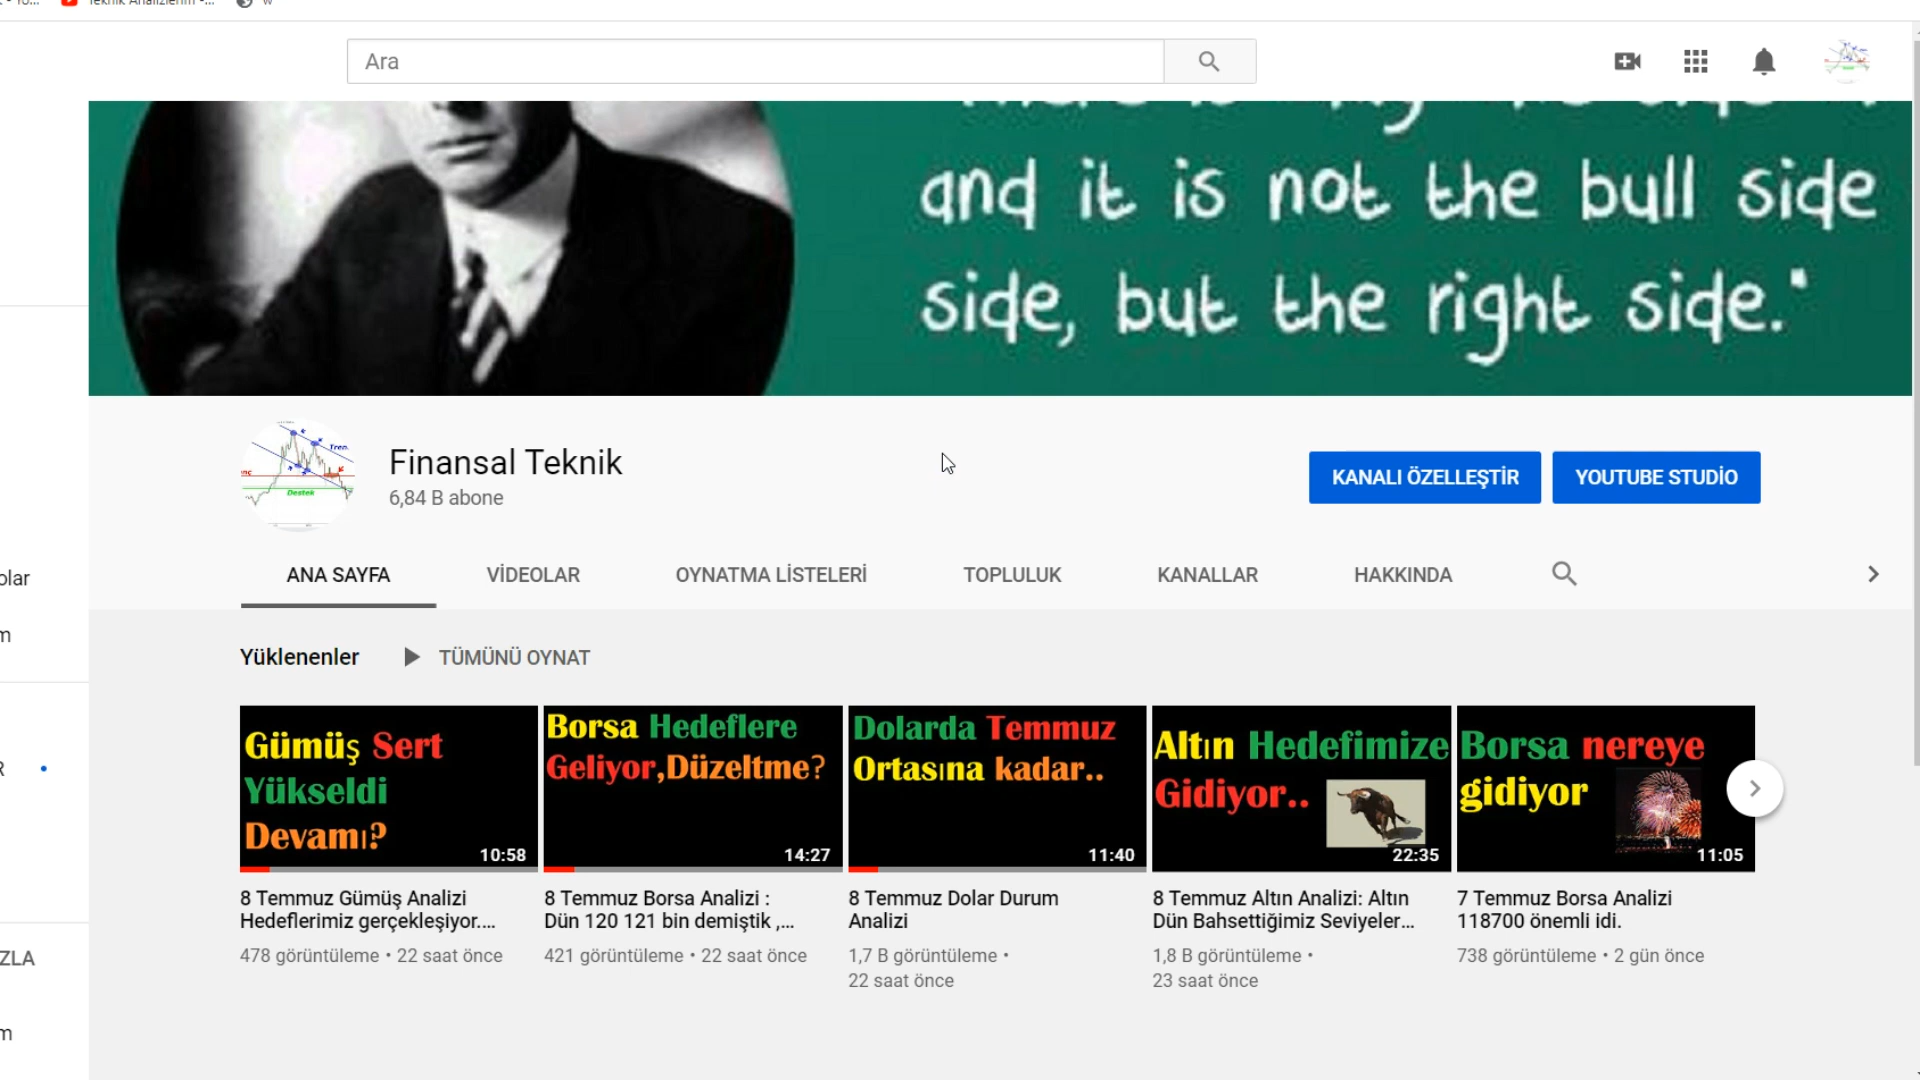 Teknik Analizlerim -...
W
Ara
and it is not the bull side
side, but the right side."
Tren
Destek
Finansal Teknik
6,84 B abone
KANALI ÖZELLEŞTİR
YOUTUBE STUDİO
ANA SAYFA
VİDEOLAR
OYNATMA LİSTELERİ
TOPLULUK
KANALLAR
HAKKINDA
olar
m
Yüklenenler
TÜMÜNÜ OYNAT
R
ZLA
m
Gümüş Sert
Yükseldi
Devamı?
10:58
8 Temmuz Gümüş Analizi
Hedeflerimiz gerçekleşiyor....
478 görüntüleme • 22 saat önce
Borsa Hedeflere
Geliyor,Düzeltme?
14:27
8 Temmuz Borsa Analizi :
Dün 120 121 bin demiştik ,...
421 görüntüleme • 22 saat önce
Dolarda Temmuz
Ortasına kadar..
11:40
8 Temmuz Dolar Durum
Analizi
1,7 B görüntüleme •
22 saat önce
Altın Hedefimize
Gidiyor..
22:35
8 Temmuz Altın Analizi: Altın
Dün Bahsettiğimiz Seviyeler...
1,8 B görüntüleme •
23 saat önce
Borsa nereye
gidiyor
11:05
7 Temmuz Borsa Analizi
118700 önemli idi.
738 görüntüleme • 2 gün önce